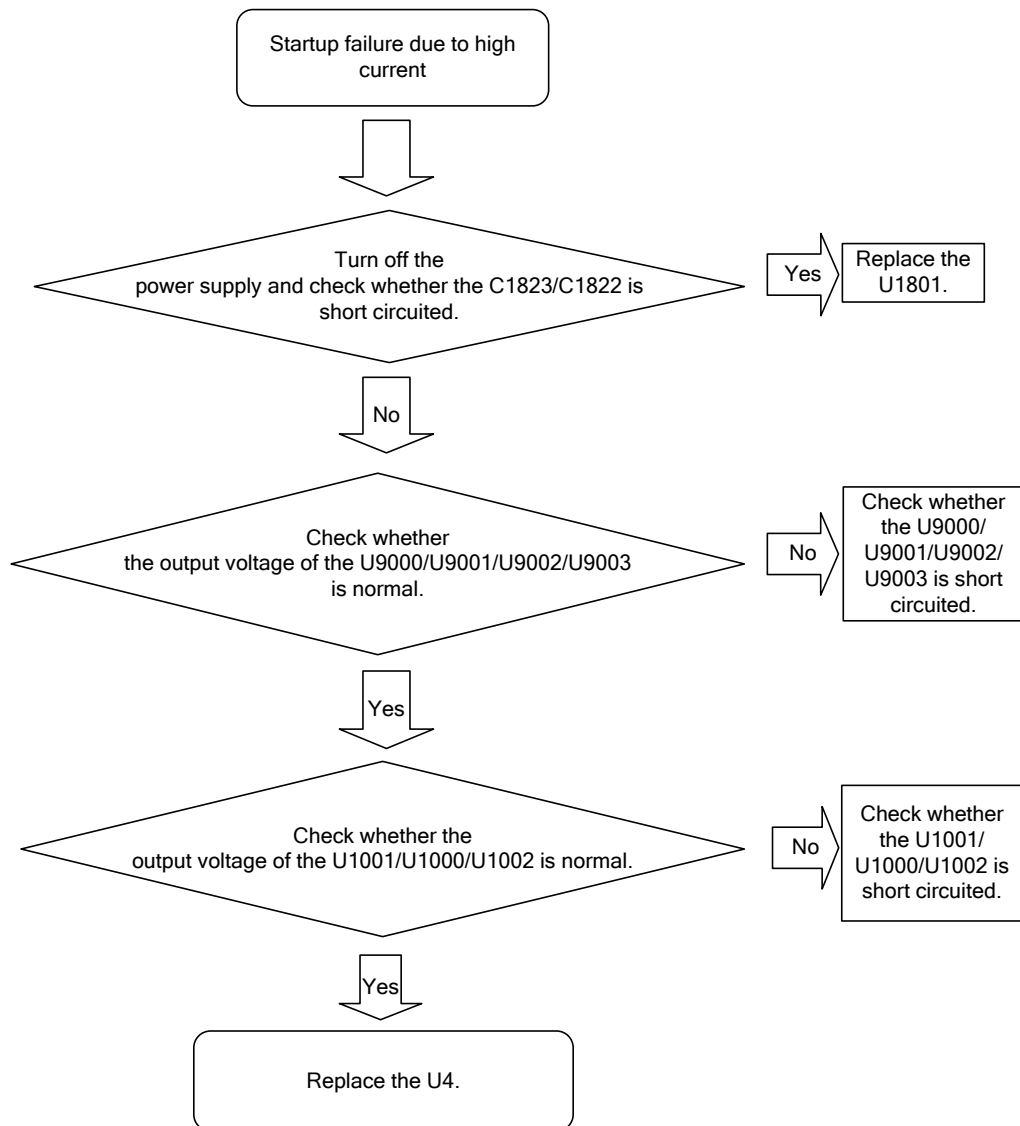 Startup failure due to high
current
Turn off the
power supply and check whether the C1823/C1822 is
short circuited.
Yes
Replace the
U1801.
No
Check whether
the output voltage of the U9000/U9001/U9002/U9003
is normal.
No
Check whether
the U9000/
U9001/U9002/
U9003 is short
circuited.
Yes
Check whether the
output voltage of the U1001/U1000/U1002 is normal.
No
Check whether
the U1001/
U1000/U1002 is
short circuited.
Yes
Replace the U4.